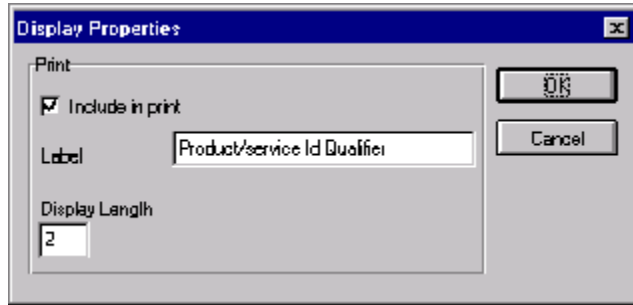 Display Properties
Print
Include in print
OK
Label
Product/service Id Qualifier
Cancel
Display Length
2